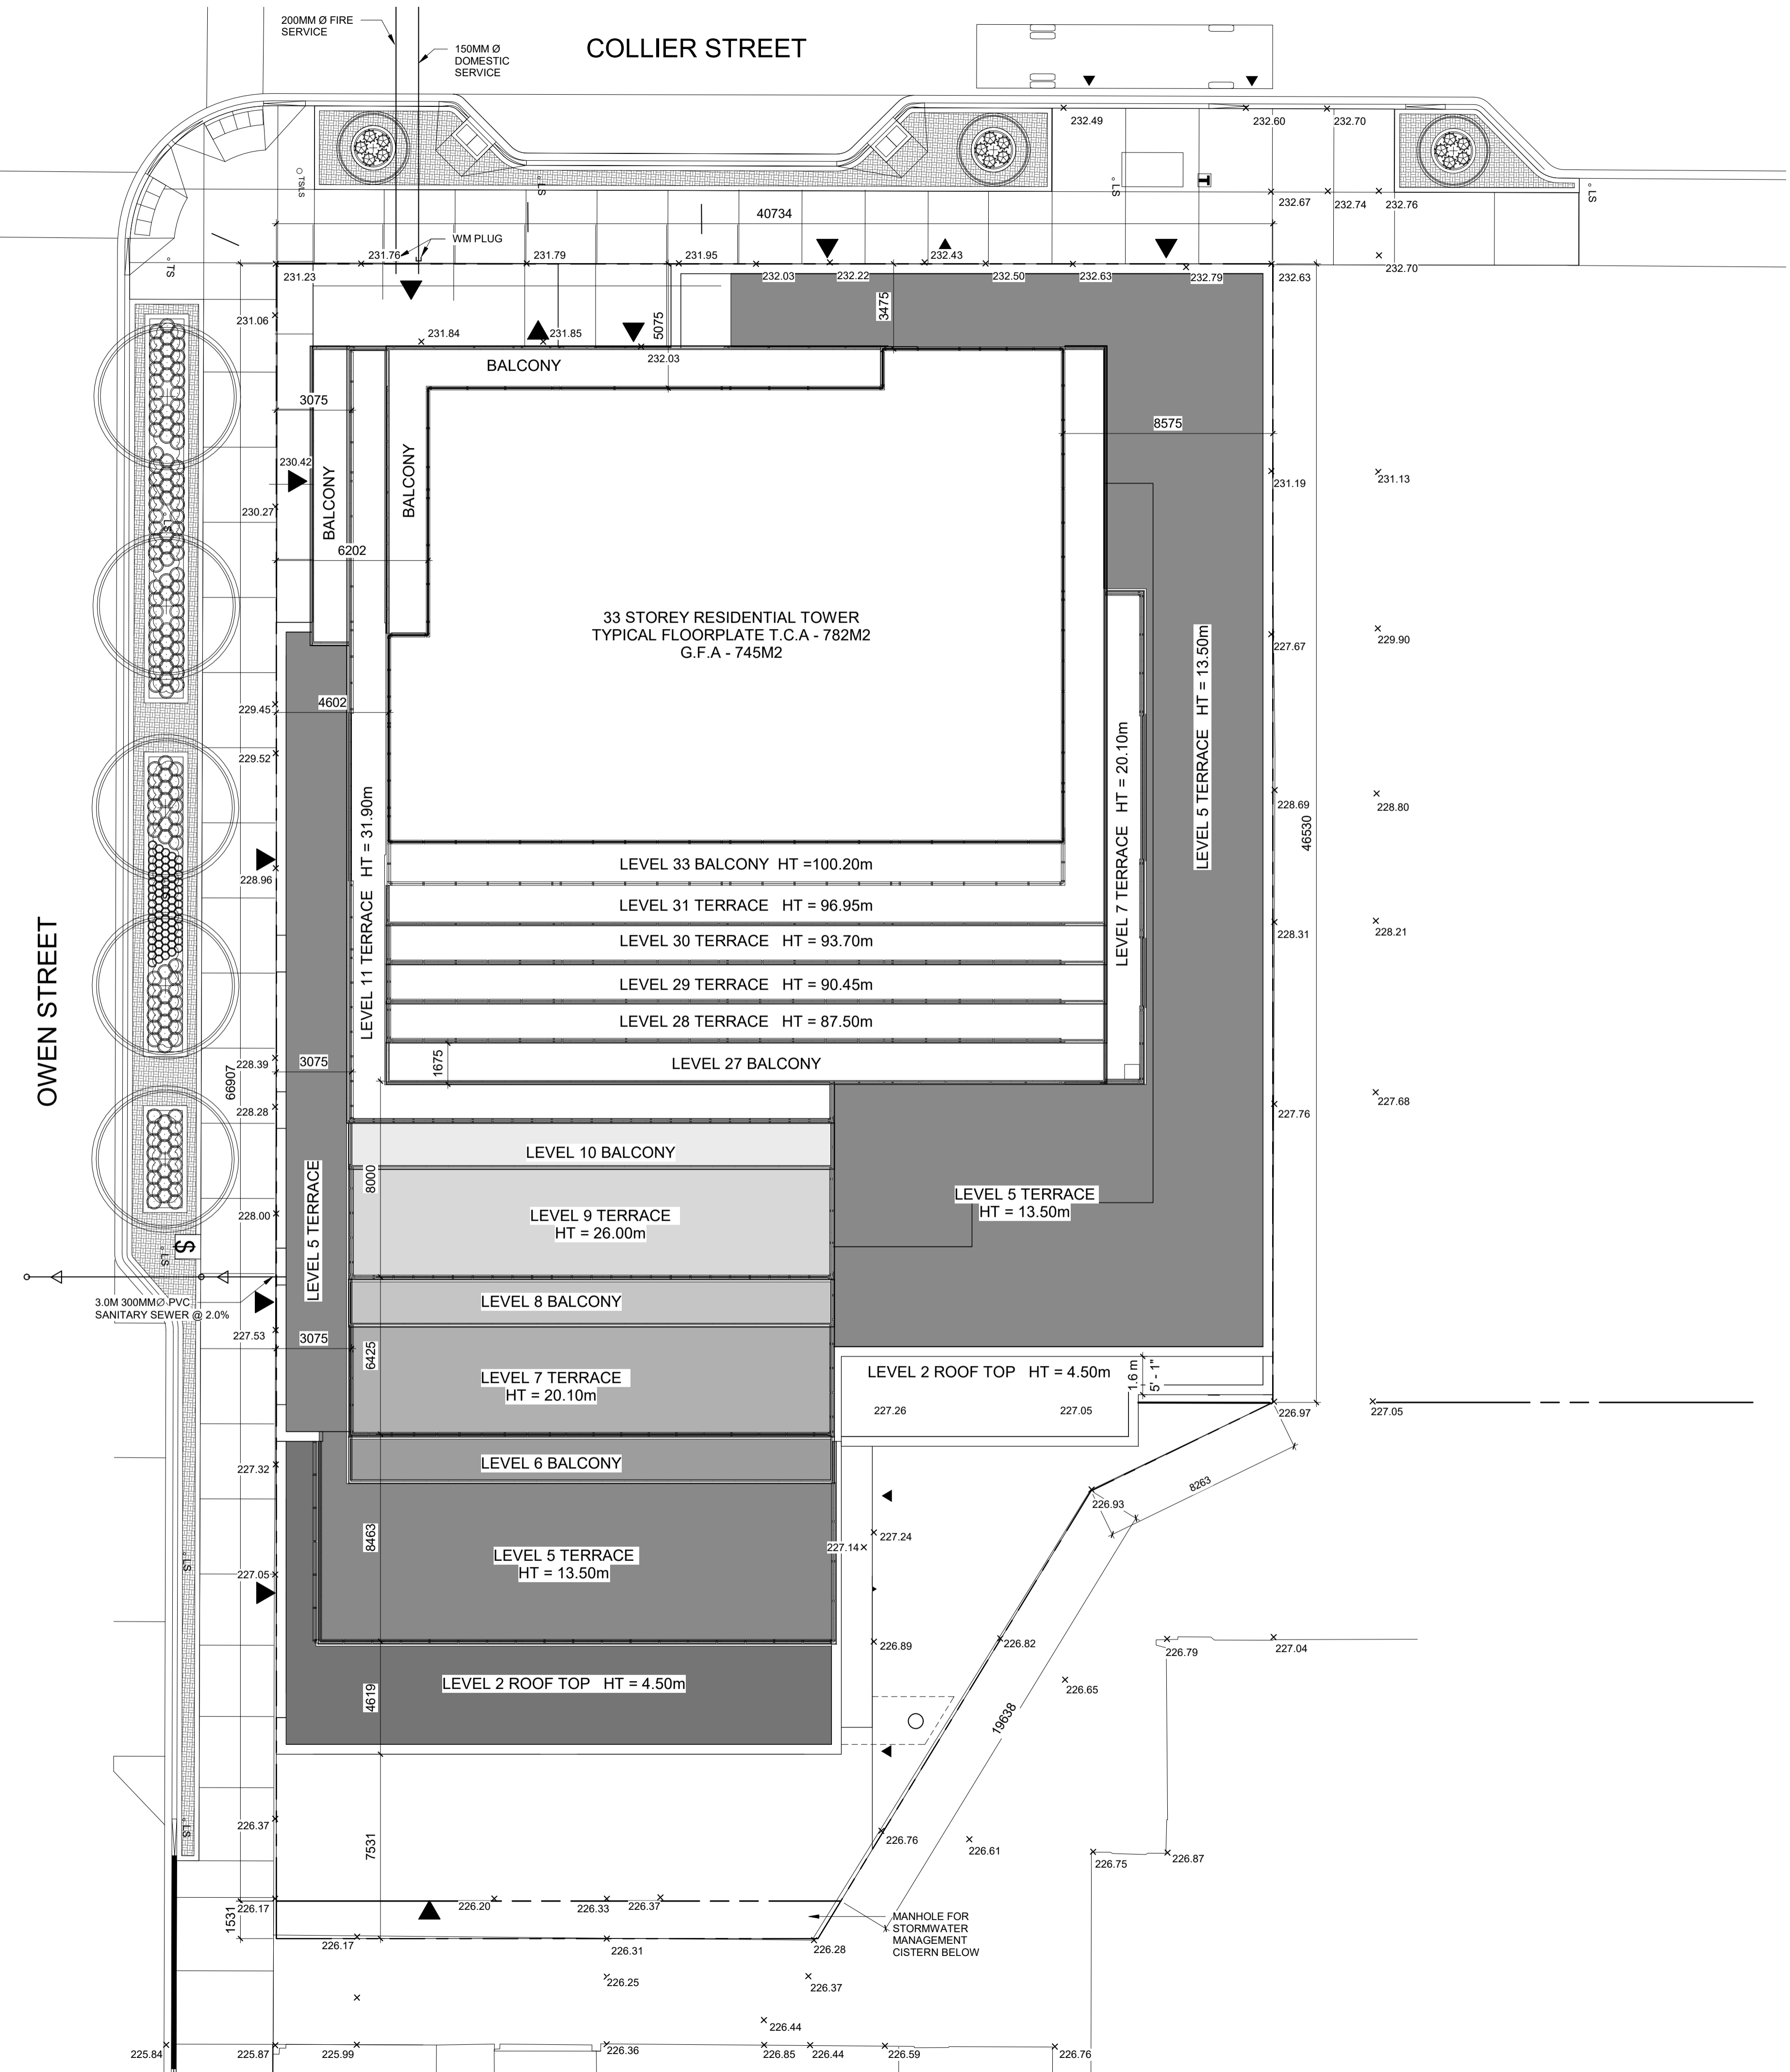 200MM Ø FIRE
SERVICE
150MM Ø
DOMESTIC
SERVICE
COLLIER STREET
232.49
232.60
232.70
TS/LS
LS
LS
T
LS
232.67
232.74
232.76
40734
WM PLUG
TS
231.76
231.79
231.95
232.43
232.70
231.23
232.03
232.22
232.50
232.63
232.79
232.63
231.06
231.84
231.85
5075
3475
232.03
BALCONY
3075
8575
230.42
BALCONY
BALCONY
231.19
231.13
230.27
LS
6202
33 STOREY RESIDENTIAL TOWER
TYPICAL FLOORPLATE T.C.A - 782M2
G.F.A - 745M2
227.67
229.90
4602
229.45
229.52
LEVEL 5 TERRACE HT = 13.50m
LEVEL 7 TERRACE HT = 20.10m
LEVEL 11 TERRACE HT = 31.90m
228.69
228.80
46530
LEVEL 33 BALCONY HT =100.20m
228.96
LEVEL 31 TERRACE HT = 96.95m
LEVEL 30 TERRACE HT = 93.70m
228.31
228.21
LEVEL 29 TERRACE HT = 90.45m
OWEN STREET
LEVEL 28 TERRACE HT = 87.50m
228.39
3075
1675
LEVEL 27 BALCONY
66907
228.28
227.76
227.68
LEVEL 10 BALCONY
8000
LEVEL 5 TERRACE
LEVEL 5 TERRACE
HT = 13.50m
228.00
LEVEL 9 TERRACE
HT = 26.00m
S
LS
3.0M 300MMØ PVC
SANITARY SEWER @ 2.0%
LEVEL 8 BALCONY
227.53
3075
6425
LEVEL 7 TERRACE
HT = 20.10m
LEVEL 2 ROOF TOP HT = 4.50m
1.6 m
5' - 1"
227.26
227.05
226.97
227.05
227.32
LEVEL 6 BALCONY
8263
226.93
8463
227.24
227.14
LEVEL 5 TERRACE
HT = 13.50m
LS
227.05
226.89
226.82
226.79
227.04
226.65
LEVEL 2 ROOF TOP HT = 4.50m
4619
19638
226.37
LS
7531
226.76
226.61
226.75
226.87
226.17
226.20
226.33
226.37
1531
MANHOLE FOR
STORMWATER
MANAGEMENT
CISTERN BELOW
226.17
226.31
226.28
226.25
226.37
226.44
225.84
225.87
225.99
226.36
226.85
226.44
226.59
226.76